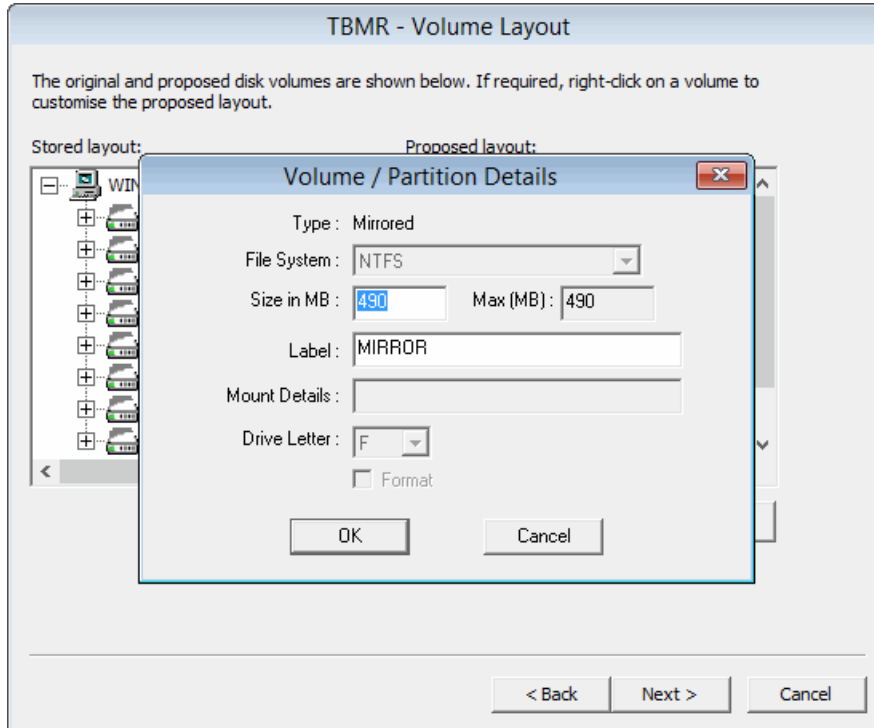 TBMR - Volume Layout
The original and proposed disk volumes are shown below. If required, right-click on a volume to
customise the proposed layout.
Stored layout: Proposed layout:
Volume / Partition Details
Type : Mirrored
File System : NTFS
Size in MB : 490 Max (MB) : 490
Label : MIRROR
Mount Details :
Drive Letter : F
Format
OK Cancel
< Back Next > Cancel